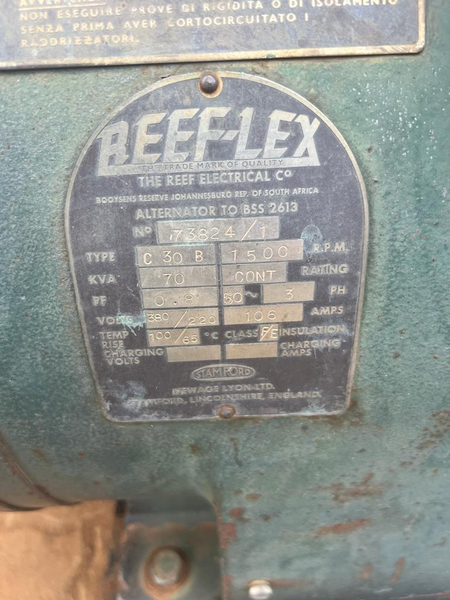 NON ESEGUIRE PROVE DI RIGIDITA O DI ISOLAMENTO
SENZA PRIMA AVER CORTOCIRCUITATO I
RADDRIZZATORI.
REEF-LEX
THE TRADE MARK OF QUALITY
THE REEF ELECTRICAL Co
BOOYSENS RESERVE JOHANNESBURG REP. OF SOUTH AFRICA
ALTERNATOR TO BSS 2613
No 73824/1
TYPE C 30 B 1500 R.P.M.
KVA 70 CONT RATING
PF 0.8 50~ 3 PH
VOLTS 380/220 106 AMPS
TEMP RISE 100/65 °C CLASS F/E INSULATION
CHARGING VOLTS CHARGING AMPS
STAMFORD
NEWAGE LYON LTD.
STAMFORD, LINCOLNSHIRE, ENGLAND.